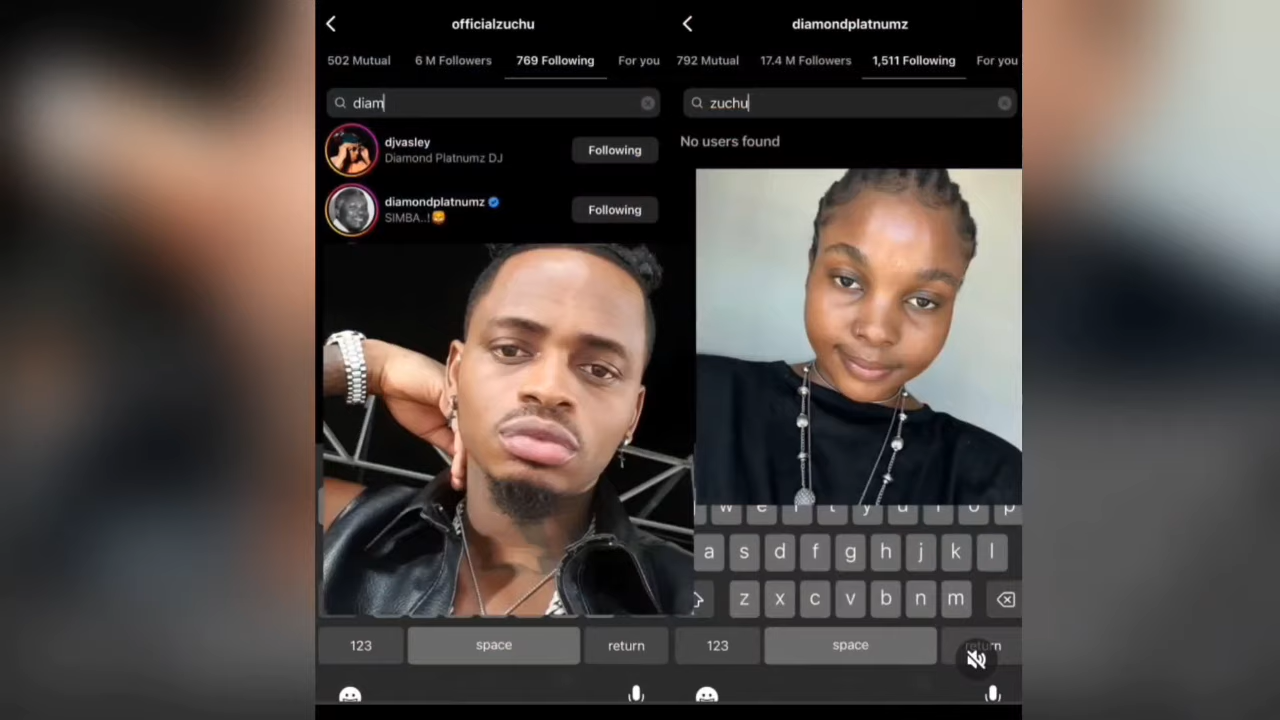 officialzuchu
502 Mutual 6 M Followers 769 Following For you
diam
djvasley
Diamond Platnumz DJ
Following
diamondplatnumz
SIMBA..!🦁
Following
123 space return
diamondplatnumz
792 Mutual 17.4 M Followers 1,511 Following For you
zuchu
No users found
w e r t y u i o p
a s d f g h j k l
z x c v b n m
123 space return